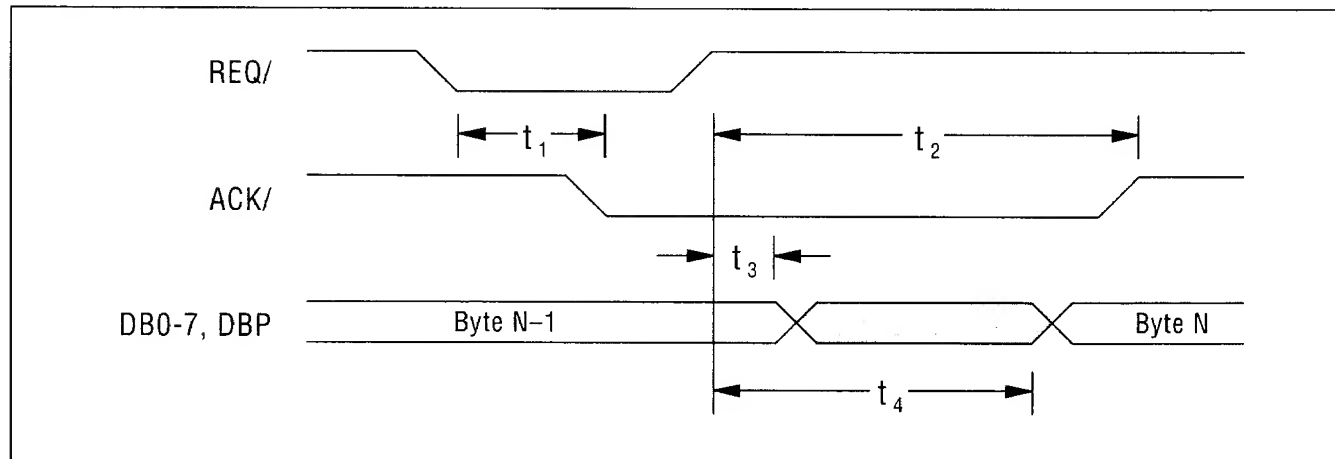 REQ/
t₁
t₂
ACK/
t₃
DB0-7, DBP
Byte N–1
Byte N
t₄